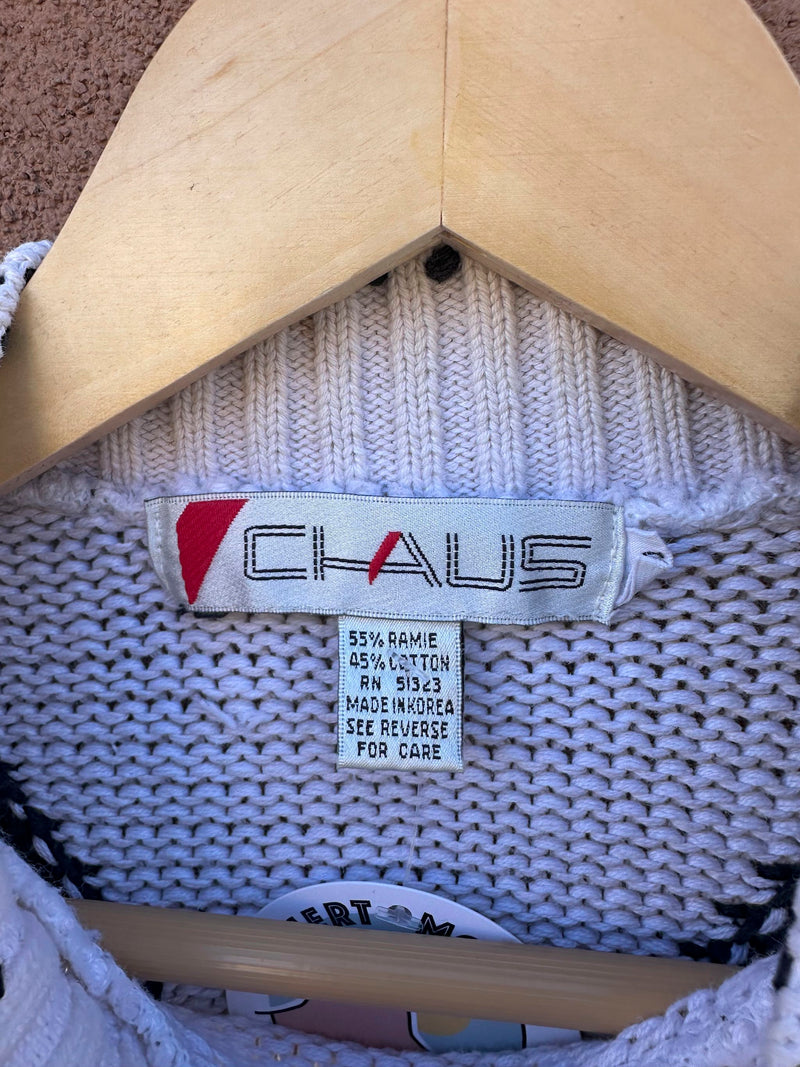 CHAUS
55% RAMIE
45% COTTON
RN 51323
MADE IN KOREA
SEE REVERSE
FOR CARE